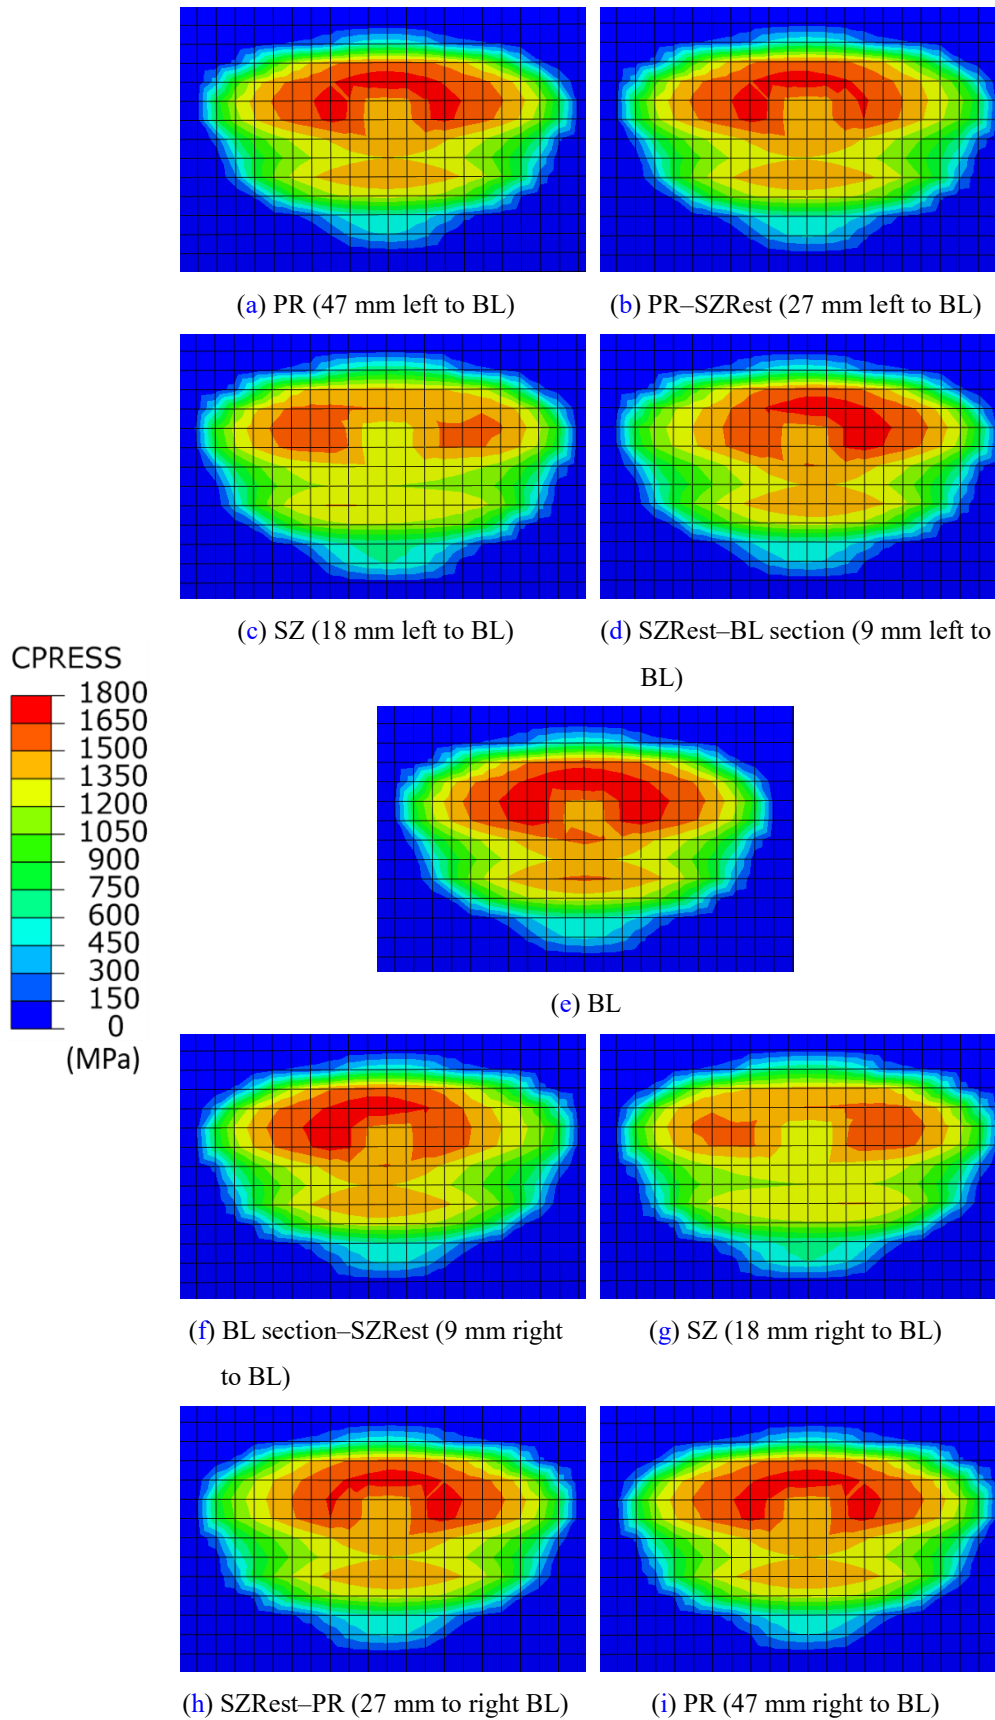 (a) PR (47 mm left to BL)
(b) PR–SZRest (27 mm left to BL)
(c) SZ (18 mm left to BL)
(d) SZRest–BL section (9 mm left to
BL)
CPRESS
1800
1650
1500
1350
1200
1050
900
750
600
450
300
150
0
(MPa)
(e) BL
(f) BL section–SZRest (9 mm right
to BL)
(g) SZ (18 mm right to BL)
(h) SZRest–PR (27 mm to right BL)
(i) PR (47 mm right to BL)